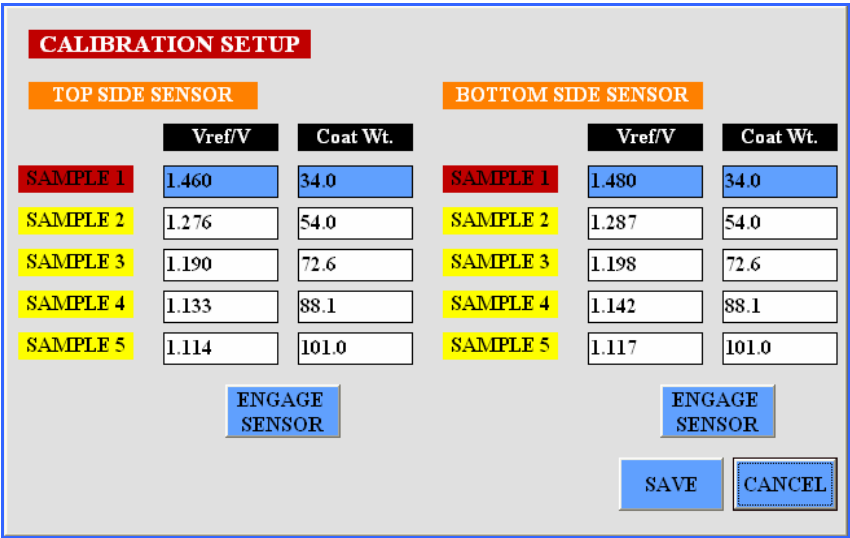 CALIBRATION SETUP
TOP SIDE SENSOR BOTTOM SIDE SENSOR
Vref/V Coat Wt. Vref/V Coat Wt.
SAMPLE 1 1.460 34.0 SAMPLE 1 1.480 34.0
SAMPLE 2 1.276 54.0 SAMPLE 2 1.287 54.0
SAMPLE 3 1.190 72.6 SAMPLE 3 1.198 72.6
SAMPLE 4 1.133 88.1 SAMPLE 4 1.142 88.1
SAMPLE 5 1.114 101.0 SAMPLE 5 1.117 101.0
ENGAGE ENGAGE
SENSOR SENSOR
SAVE CANCEL